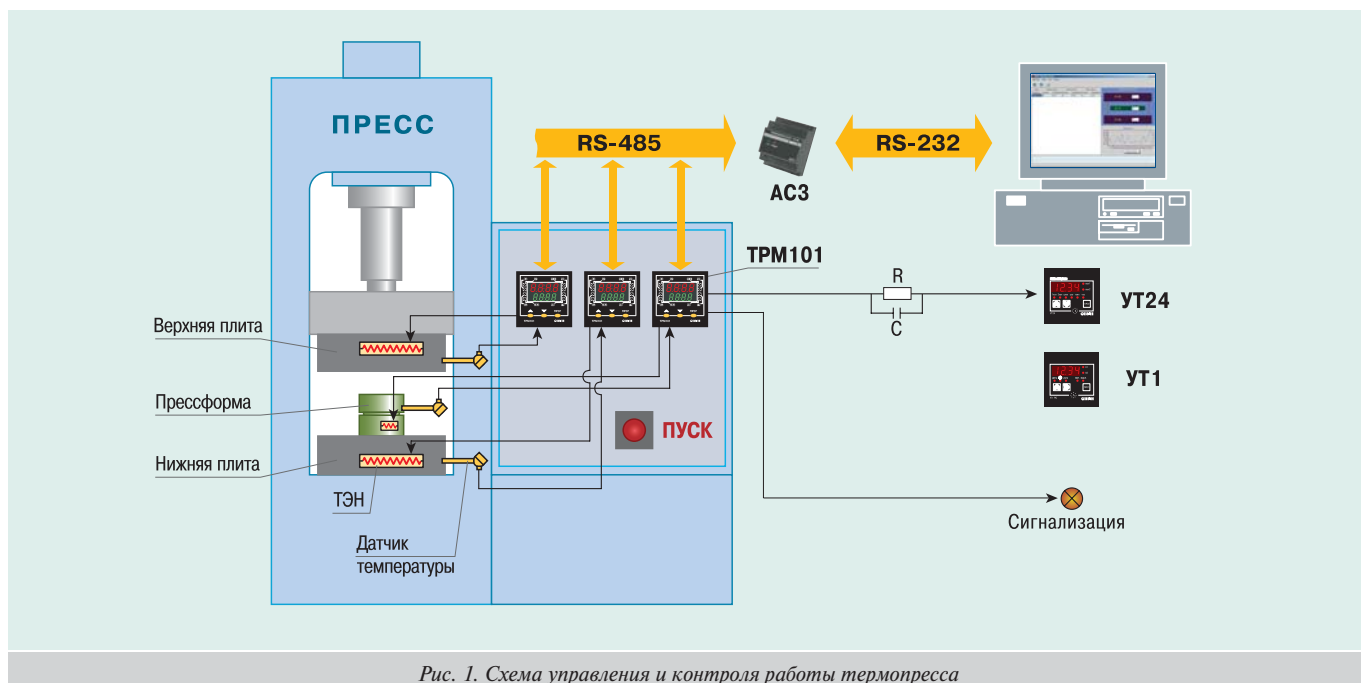 ПРЕСС
RS-485
RS-232
АС3
ТРМ101
R
C
УТ24
УТ1
Верхняя плита
Прессформа
Нижняя плита
ТЭН
Датчик
температуры
ПУСК
Сигнализация
Рис. 1. Схема управления и контроля работы термопресса